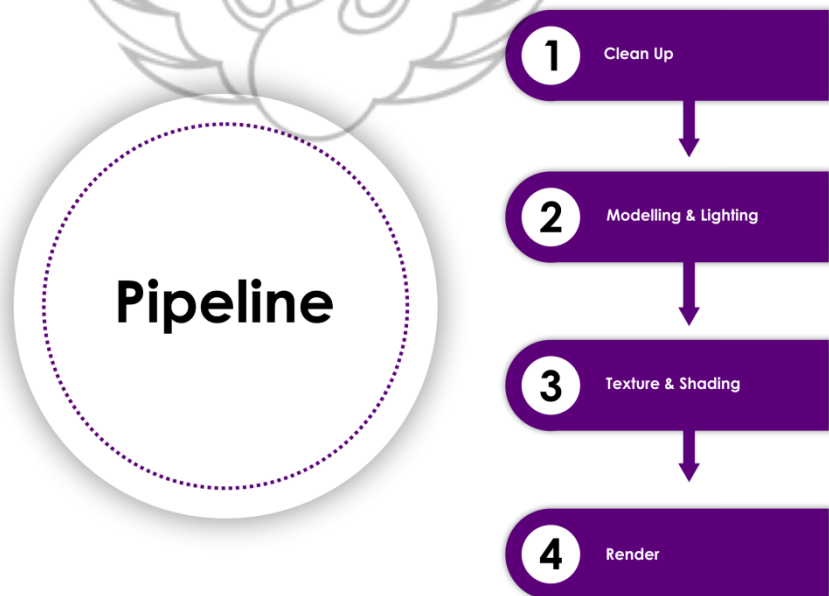 Pipeline
1 Clean Up
2 Modelling & Lighting
3 Texture & Shading
4 Render